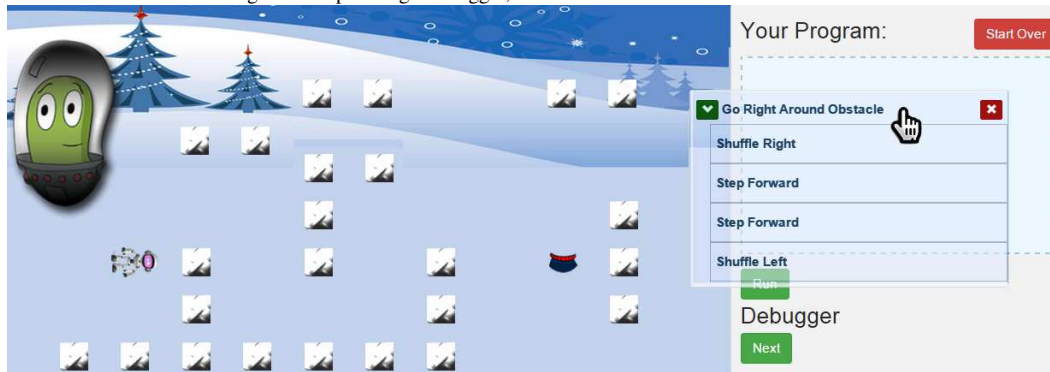 Your Program:
Start Over
Go Right Around Obstacle
Shuffle Right
Step Forward
Step Forward
Shuffle Left
Run
Debugger
Next